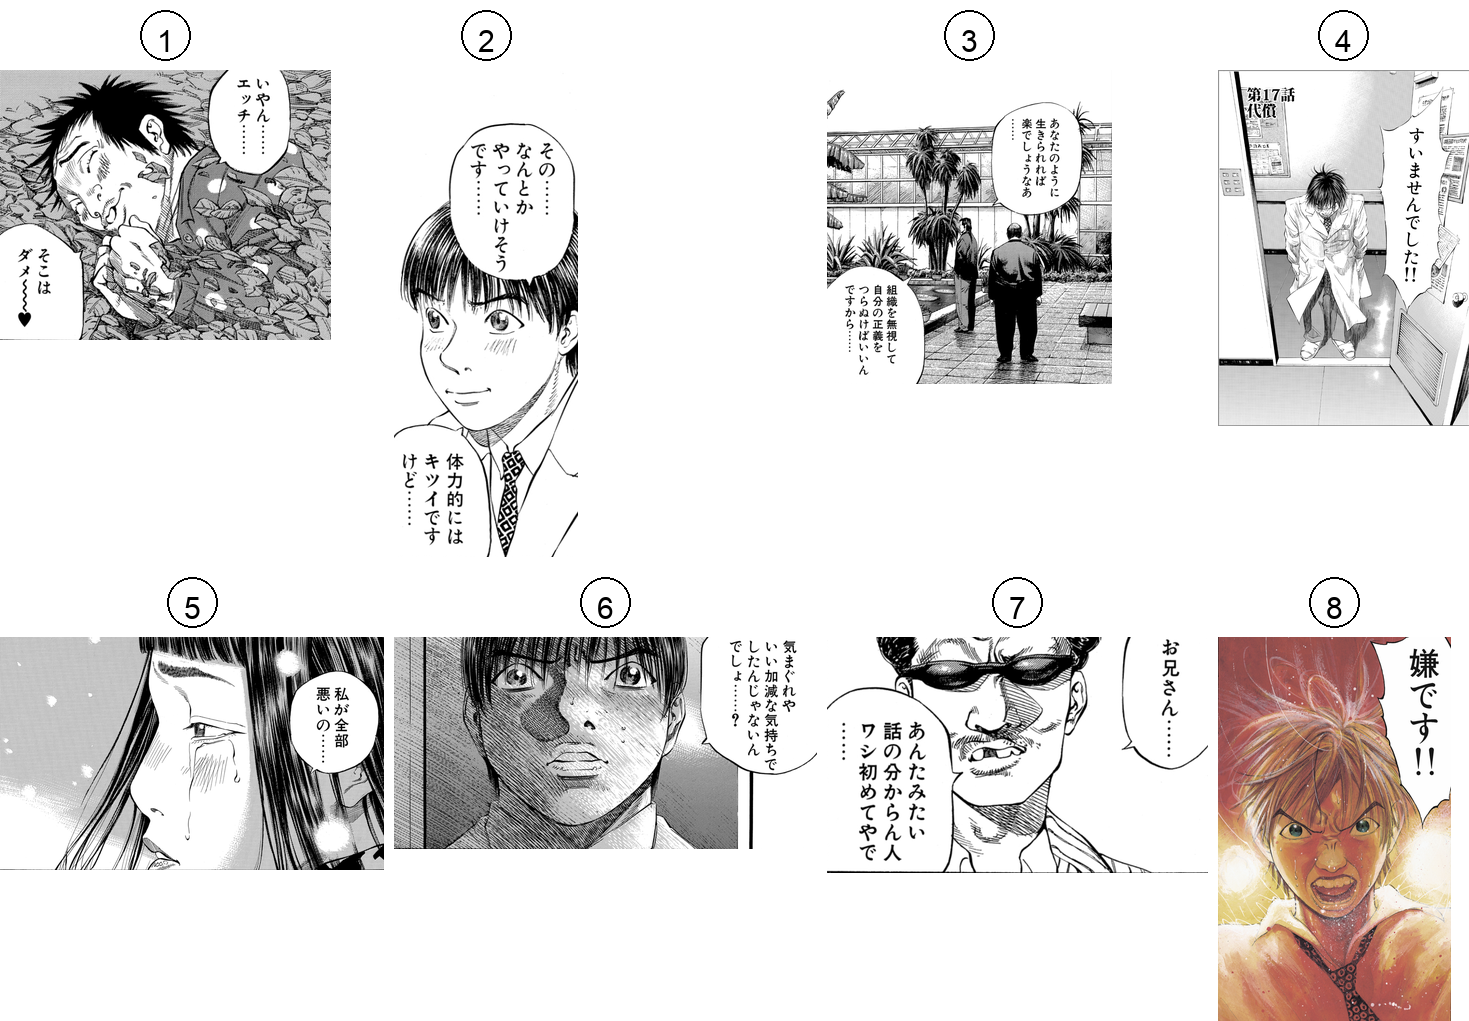 1
いやん……
エッチ……
そこは
ダメ〜〜〜♥
2
その……
なんとか
やっていけそう
です……
体力的には
キツイです
けど……
3
あなたのように
生きられれば
楽でしょうなあ
……
組織を無視して
自分の正義を
つらぬけばいいん
ですから……
4
第17話
代償
すいませんでした!!
5
私が全部
悪いの……
6
気まぐれや
いい加減な気持ちで
したんじゃないん
でしょ……?
7
お兄さん……
あんたみたい
話の分からん人
ワシ初めてやで
……
8
嫌です!!